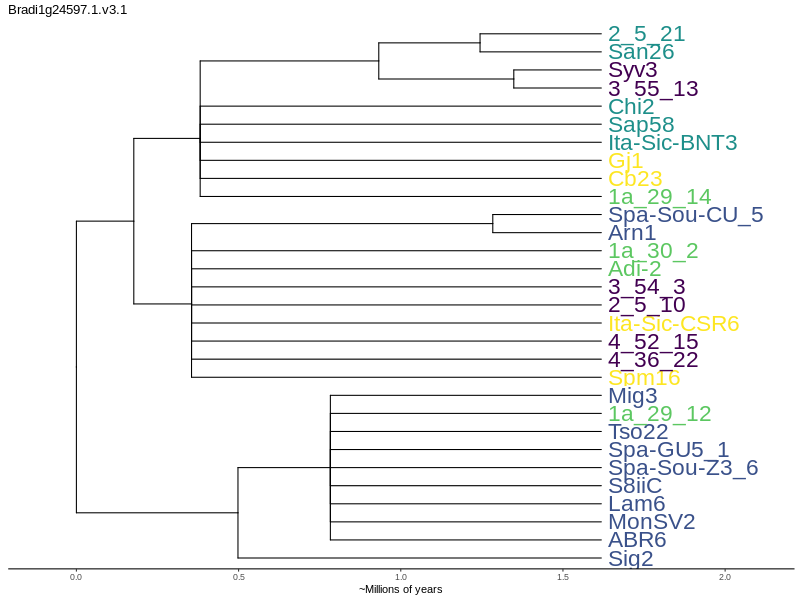 Bradi1g24597.1.v3.1
2_5_21
San26
Syv3
3_55_13
Chi2
Sap58
Ita-Sic-BNT3
Gj1
Cb23
1a_29_14
Spa-Sou-CU_5
Arn1
1a_30_2
Adi-2
3_54_3
2_5_10
Ita-Sic-CSR6
4_52_15
4_36_22
Spm16
Mig3
1a_29_12
Tso22
Spa-GU5_1
Spa-Sou-Z3_6
S8iiC
Lam6
MonSV2
ABR6
Sig2
0.0 0.5 1.0 1.5 2.0
~Millions of years